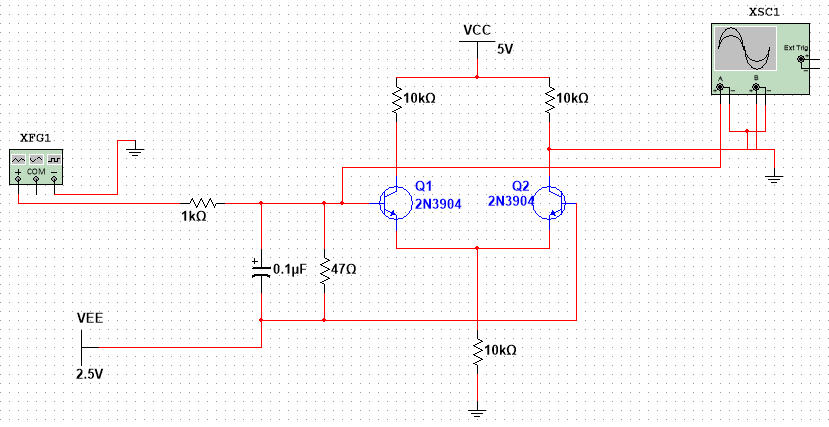 XSC1
VCC
5V
Ext Trig
A
B
10kΩ
10kΩ
XFG1
COM
Q1
2N3904
Q2
2N3904
1kΩ
0.1µF
47Ω
VEE
2.5V
10kΩ